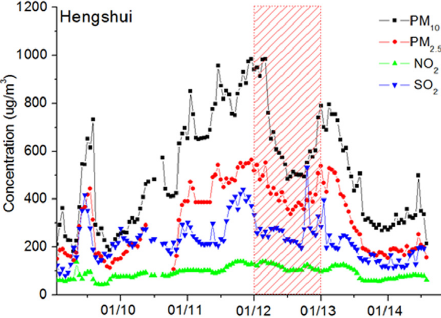 Hengshui
PM10
PM2.5
NO2
SO2
Concentration (ug/m³)
1200
1000
800
600
400
200
0
01/10 01/11 01/12 01/13 01/14